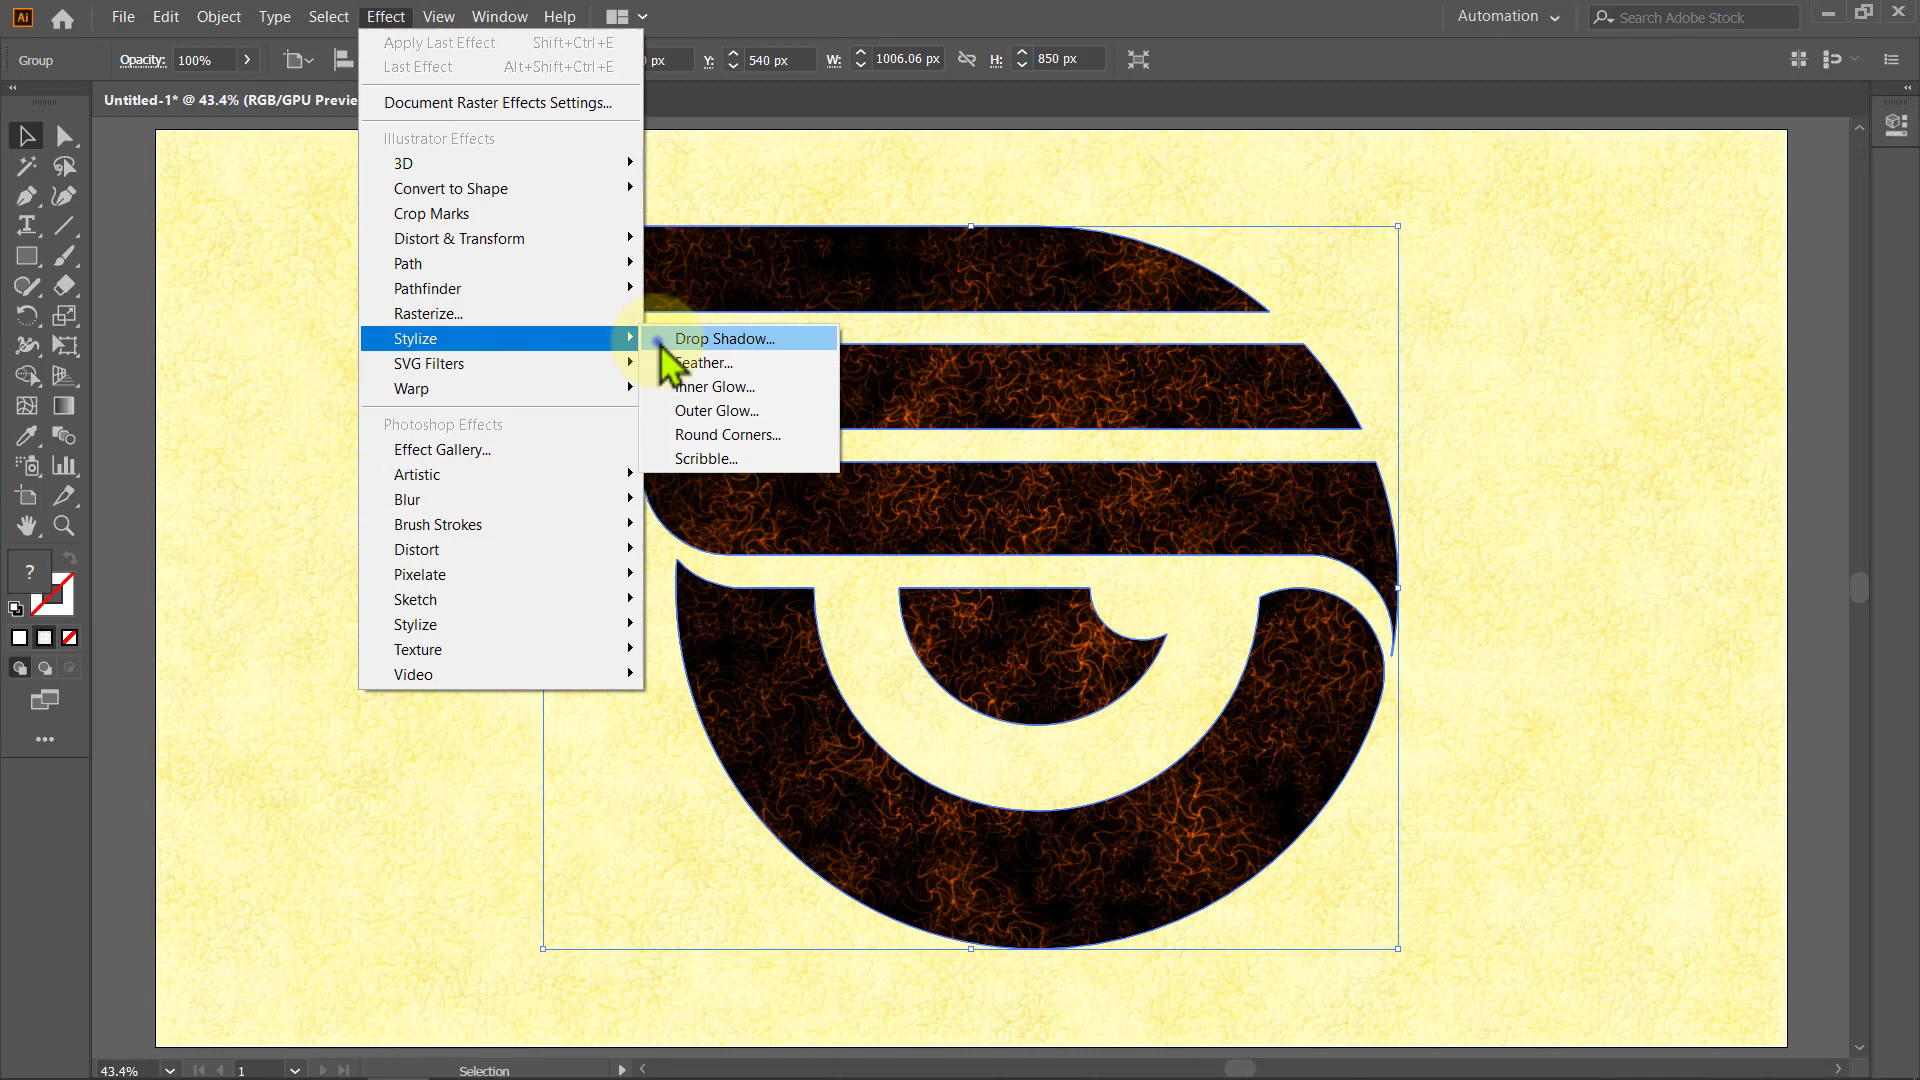 Ai File Edit Object Type Select Effect View Window Help Automation Search Adobe Stock
Group Opacity: 100% px Y: 540 px W: 1006.06 px H: 850 px
Untitled-1* @ 43.4% (RGB/GPU Previe
Apply Last Effect Shift+Ctrl+E
Last Effect Alt+Shift+Ctrl+E
Document Raster Effects Settings...
Illustrator Effects
3D
Convert to Shape
Crop Marks
Distort & Transform
Path
Pathfinder
Rasterize...
Stylize
SVG Filters
Warp
Photoshop Effects
Effect Gallery...
Artistic
Blur
Brush Strokes
Distort
Pixelate
Sketch
Stylize
Texture
Video
Drop Shadow...
Feather...
Inner Glow...
Outer Glow...
Round Corners...
Scribble...
?
43.4% 1 Selection